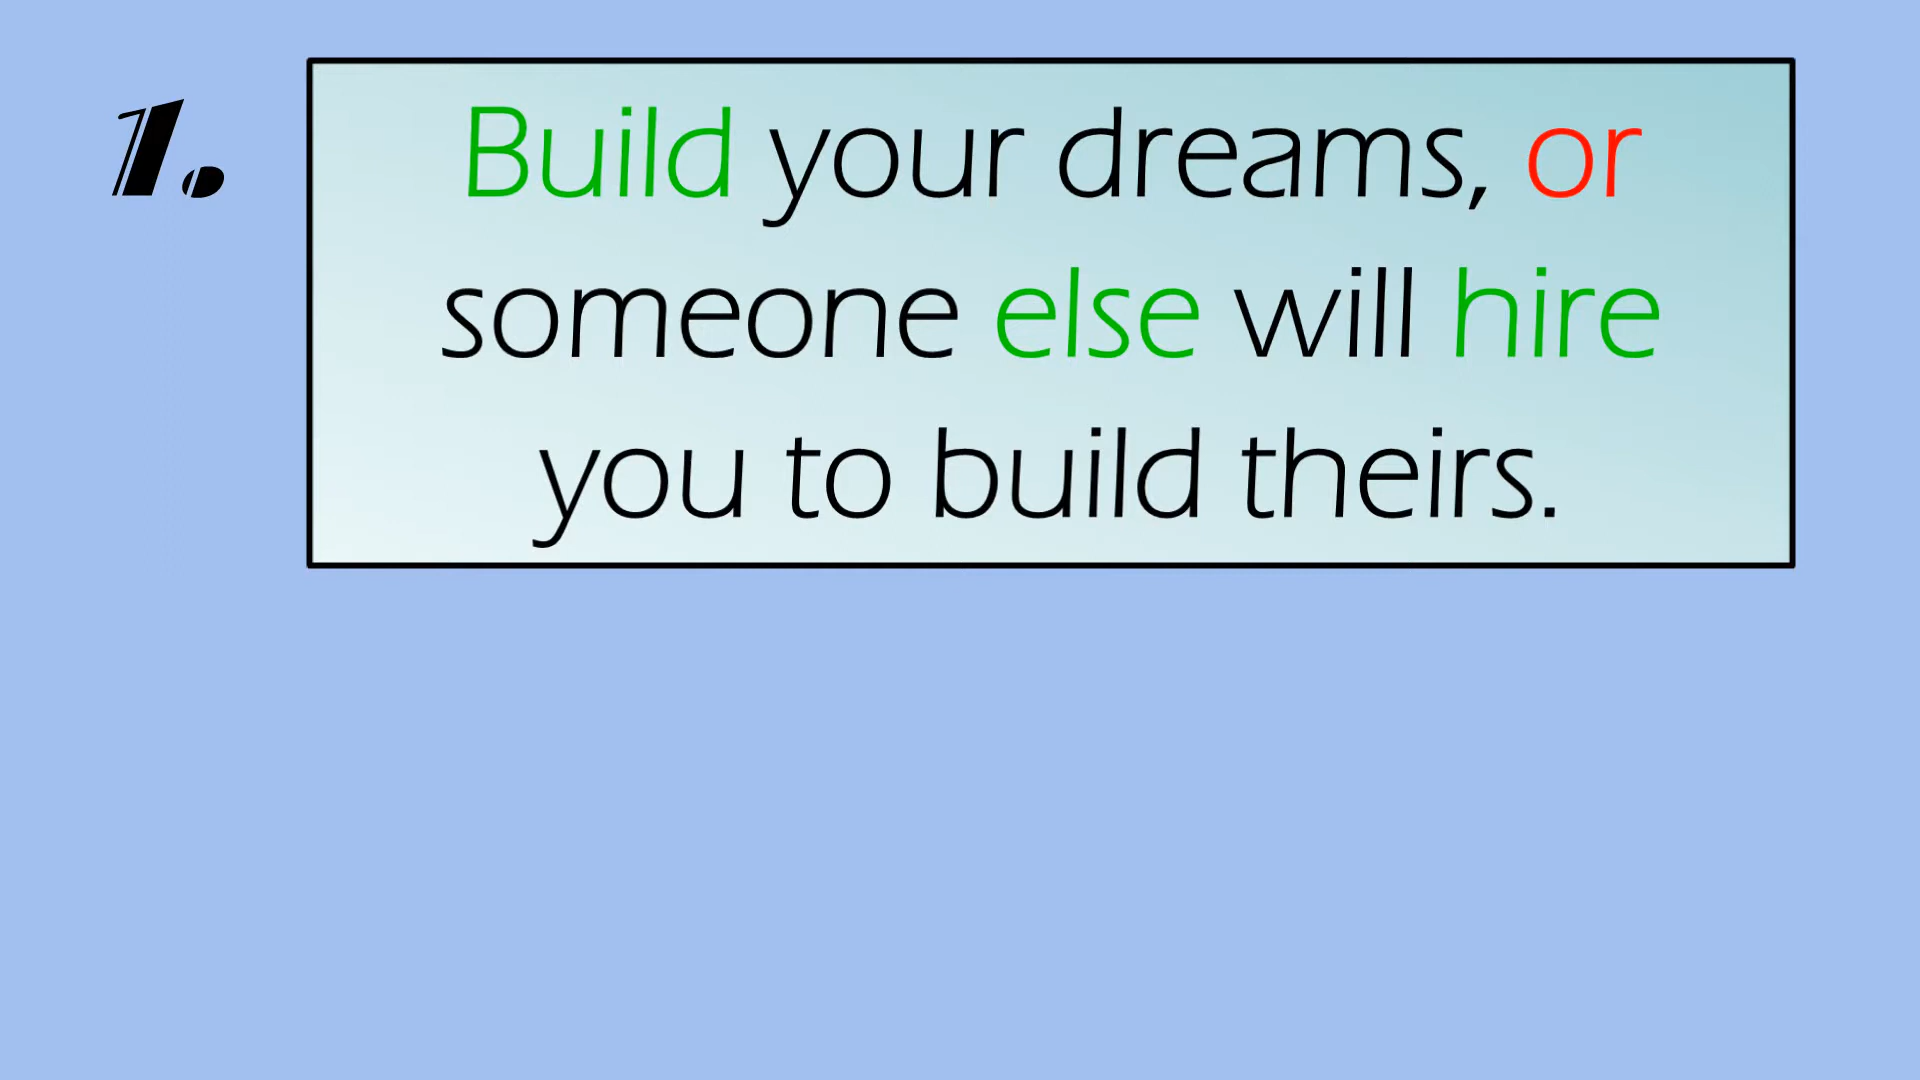 1.
Build your dreams, or
someone else will hire
you to build theirs.